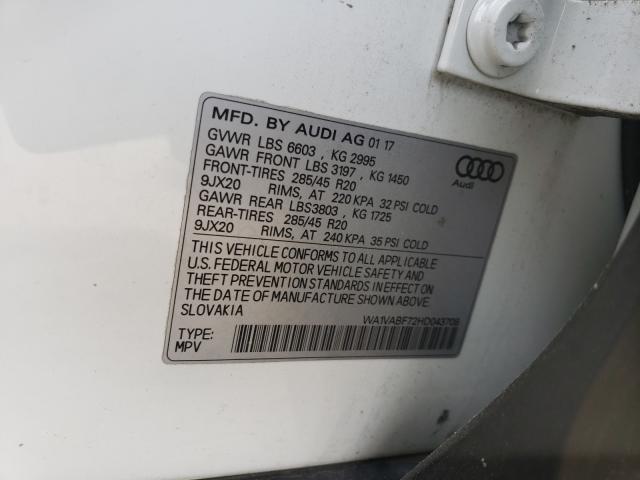 MFD. BY AUDI AG 01 17
GVWR LBS 6603 , KG 2995
GAWR FRONT LBS 3197 , KG 1450
FRONT-TIRES 285/45 R20
9JX20 RIMS, AT 220 KPA 32 PSI COLD
GAWR REAR LBS3803 , KG 1725
REAR-TIRES 285/45 R20
9JX20 RIMS, AT 240 KPA 35 PSI COLD
THIS VEHICLE CONFORMS TO ALL APPLICABLE
U.S. FEDERAL MOTOR VEHICLE SAFETY AND
THEFT PREVENTION STANDARDS IN EFFECT ON
THE DATE OF MANUFACTURE SHOWN ABOVE.
SLOVAKIA
WA1VABF72HD043708
TYPE:
MPV
Audi